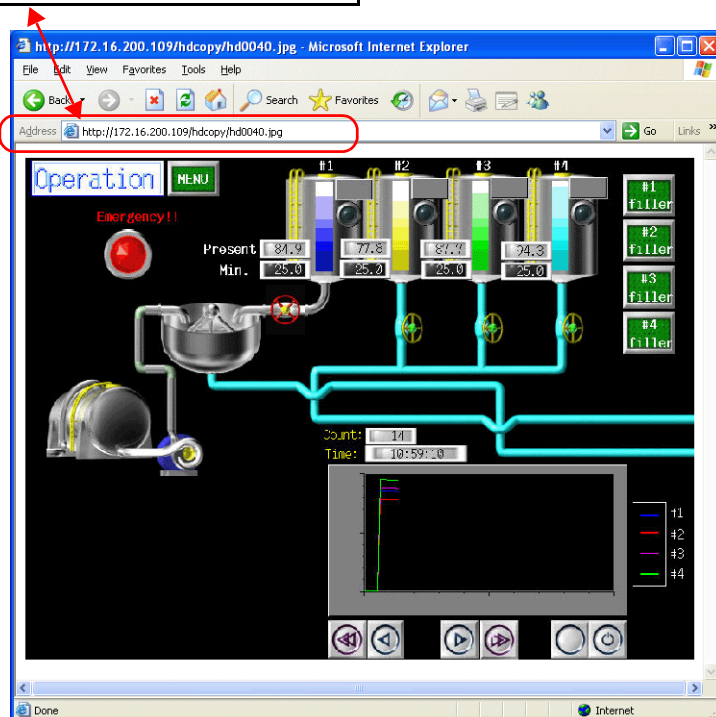 http://172.16.200.109/hdcopy/hd0040.jpg - Microsoft Internet Explorer
File Edit View Favorites Tools Help
Back Search Favorites
Address http://172.16.200.109/hdcopy/hd0040.jpg Go Links »
Operation MENU #1 #2 #3 #4
#1 filler
Emergency!!
#2 filler
Present 84.9 77.8 87.7 94.3
Min. 25.0 25.0 25.0 25.0
#3 filler
#4 filler
Count: 14
Time: 10:59:10
#1
#2
#3
#4
Done Internet